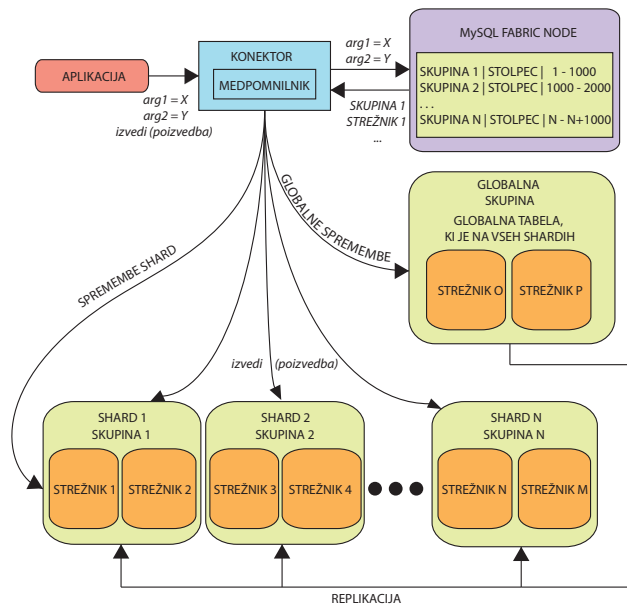 APLIKACIJA
arg1 = X
arg2 = Y
izvedi (poizvedba)
KONEKTOR
MEDPOMNILNIK
arg1 = X
arg2 = Y
SKUPINA 1
STREŽNIK 1
...
MySQL FABRIC NODE
SKUPINA 1 | STOLPEC | 1 - 1000
SKUPINA 2 | STOLPEC | 1000 - 2000
. . .
SKUPINA N | STOLPEC | N - N+1000
GLOBALNE SPREMEMBE
SPREMEMBE SHARD
GLOBALNA
SKUPINA
GLOBALNA TABELA,
KI JE NA VSEH SHARDIH
STREŽNIK O
STREŽNIK P
izvedi (poizvedba)
SHARD 1
SKUPINA 1
STREŽNIK 1
STREŽNIK 2
SHARD 2
SKUPINA 2
STREŽNIK 3
STREŽNIK 4
SHARD N
SKUPINA N
STREŽNIK N
STREŽNIK M
REPLIKACIJA